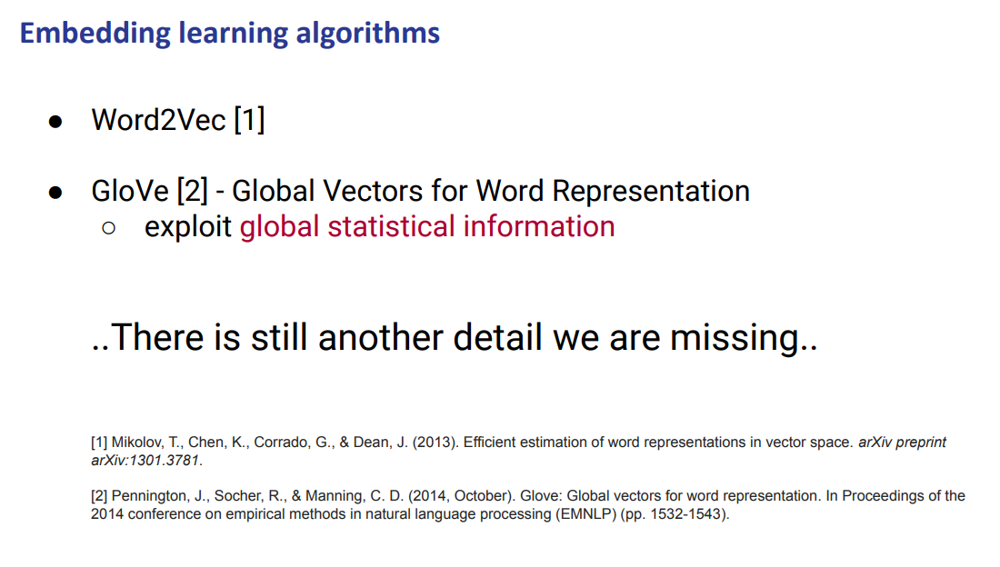 Embedding learning algorithms
● Word2Vec [1]
● GloVe [2] - Global Vectors for Word Representation
○ exploit global statistical information
..There is still another detail we are missing..
[1] Mikolov, T., Chen, K., Corrado, G., & Dean, J. (2013). Efficient estimation of word representations in vector space. arXiv preprint
arXiv:1301.3781.
[2] Pennington, J., Socher, R., & Manning, C. D. (2014, October). Glove: Global vectors for word representation. In Proceedings of the
2014 conference on empirical methods in natural language processing (EMNLP) (pp. 1532-1543).